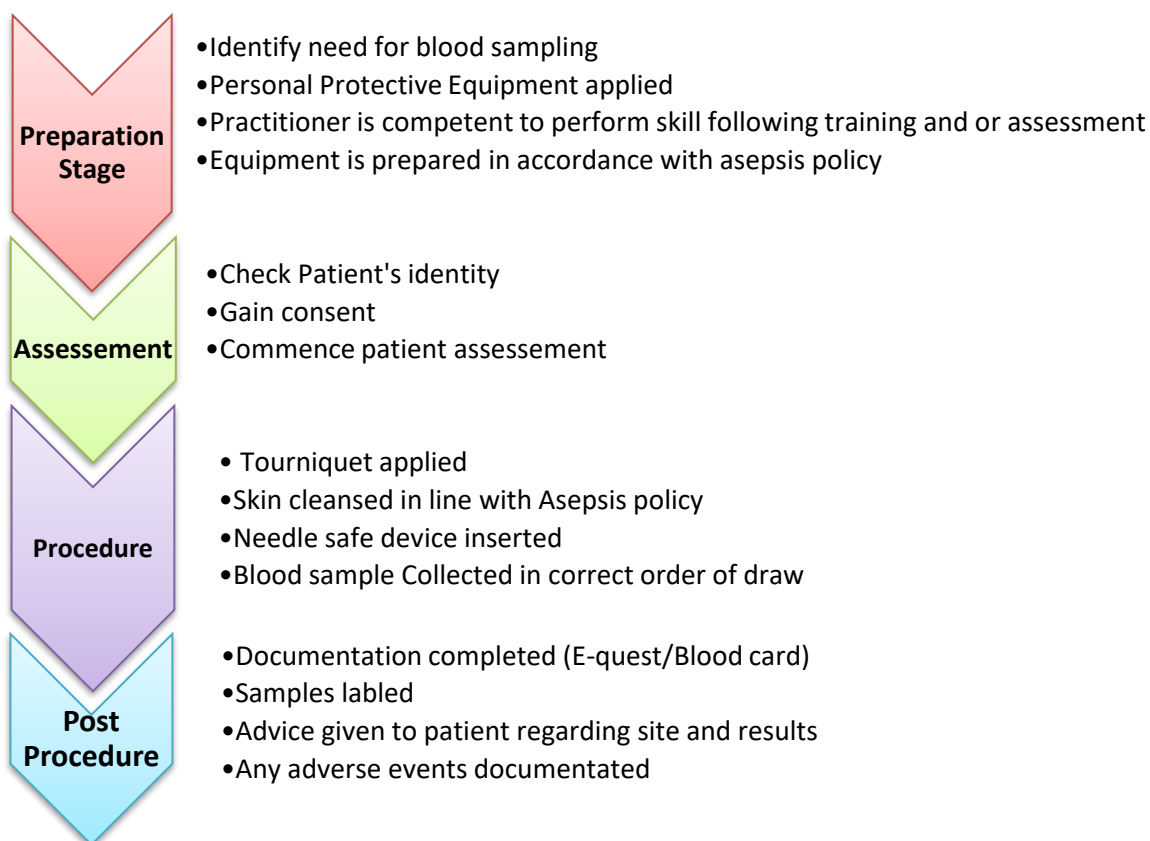 Preparation
Stage
•Identify need for blood sampling
•Personal Protective Equipment applied
•Practitioner is competent to perform skill following training and or assessment
•Equipment is prepared in accordance with asepsis policy
Assessement
•Check Patient's identity
•Gain consent
•Commence patient assessement
Procedure
• Tourniquet applied
•Skin cleansed in line with Asepsis policy
•Needle safe device inserted
•Blood sample Collected in correct order of draw
Post
Procedure
•Documentation completed (E-quest/Blood card)
•Samples labled
•Advice given to patient regarding site and results
•Any adverse events documentated